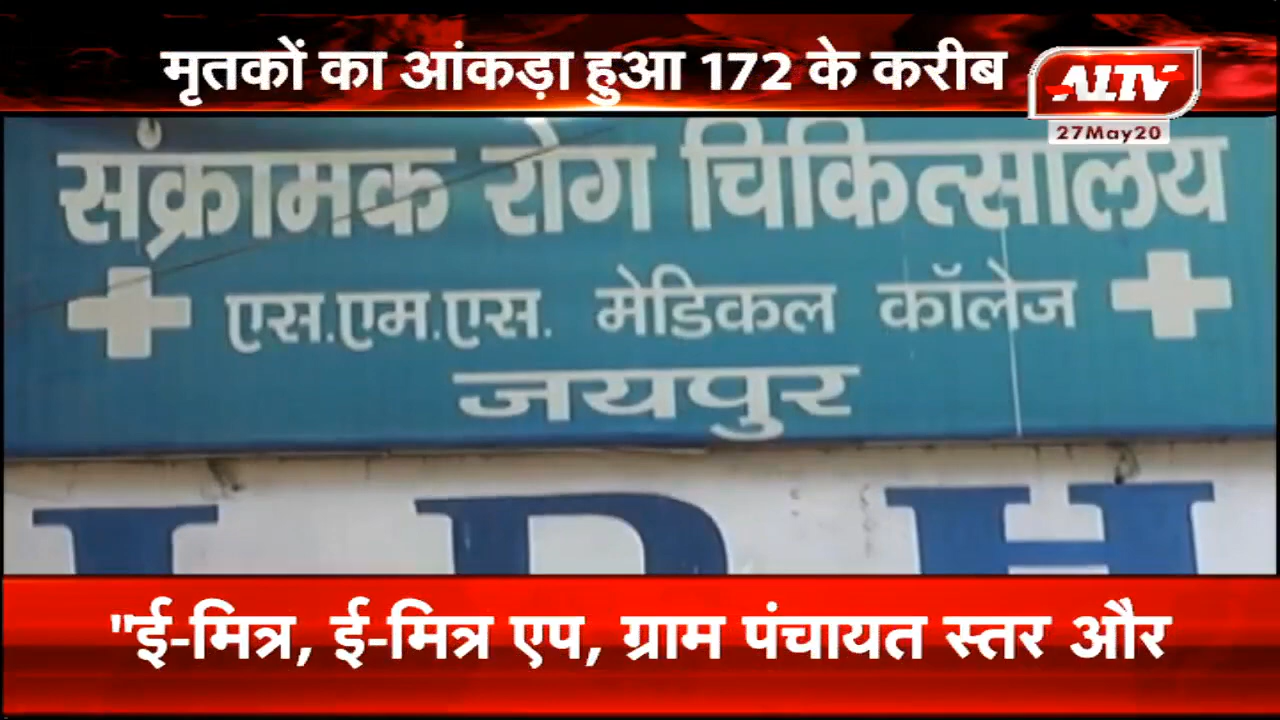 मृतकों का आंकड़ा हुआ 172 के करीब
ALTV
27May20
संक्रामक रोग चिकित्सालय
एस.एम.एस. मेडिकल कॉलेज
जयपुर
I D H
"ई-मित्र, ई-मित्र एप, ग्राम पंचायत स्तर और